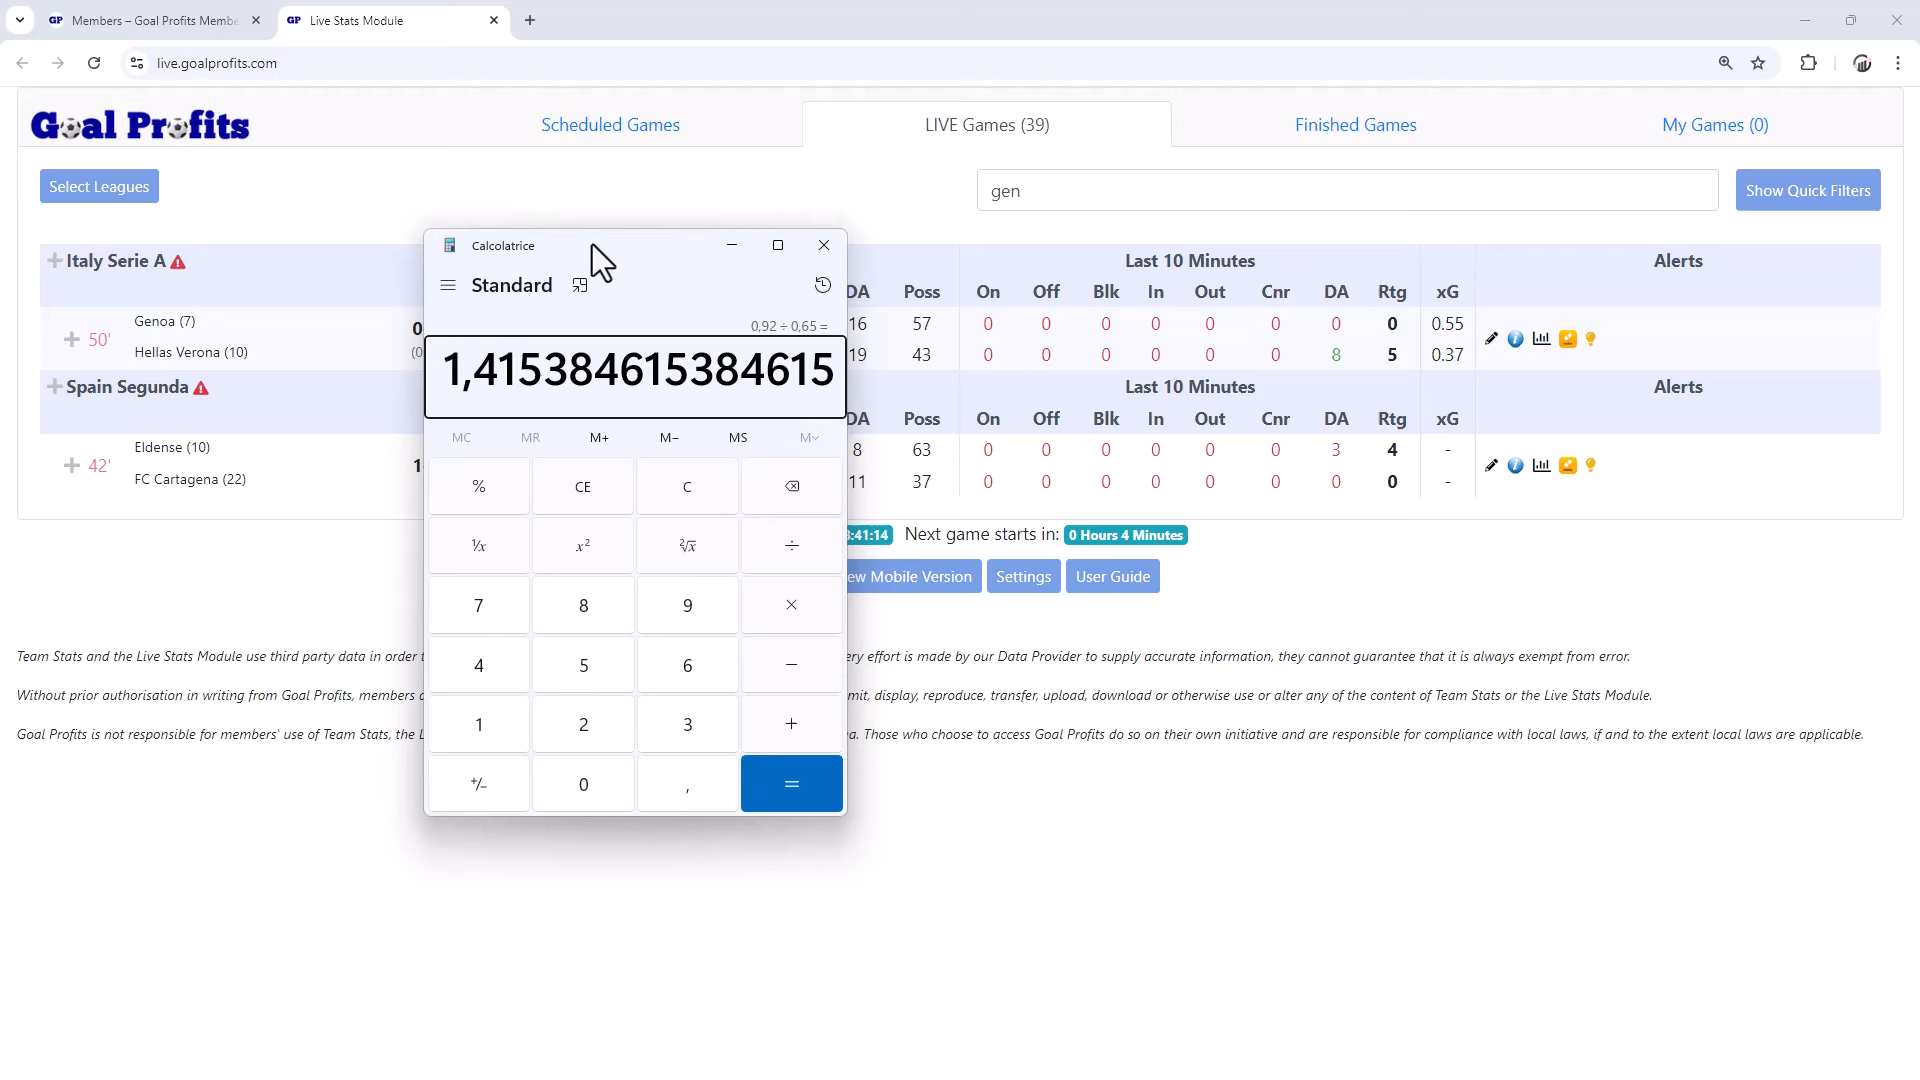 Members – Goal Profits Membe
Live Stats Module
live.goalprofits.com
Goal Profits
Scheduled Games
LIVE Games (39)
Finished Games
My Games (0)
Select Leagues
gen
Show Quick Filters
Italy Serie A
Last 10 Minutes
Alerts
DA Poss On Off Blk In Out Cnr DA Rtg xG
50'
Genoa (7) 0 16 57 0 0 0 0 0 0 0 0 0.55
Hellas Verona (10) (0 19 43 0 0 0 0 0 0 8 5 0.37
Spain Segunda
Last 10 Minutes
Alerts
DA Poss On Off Blk In Out Cnr DA Rtg xG
42'
Eldense (10) 1 8 63 0 0 0 0 0 0 3 4 -
FC Cartagena (22) 11 37 0 0 0 0 0 0 0 0 -
:41:14 Next game starts in: 0 Hours 4 Minutes
ew Mobile Version Settings User Guide
Team Stats and the Live Stats Module use third party data in order t ery effort is made by our Data Provider to supply accurate information, they cannot guarantee that it is always exempt from error.
Without prior authorisation in writing from Goal Profits, members mit, display, reproduce, transfer, upload, download or otherwise use or alter any of the content of Team Stats or the Live Stats Module.
Goal Profits is not responsible for members' use of Team Stats, the L a. Those who choose to access Goal Profits do so on their own initiative and are responsible for compliance with local laws, if and to the extent local laws are applicable.
Calcolatrice
Standard
0,92 ÷ 0,65 =
1,415384615384615
MC MR M+ M− MS M˅
% CE C
¹/x x² ²√x ÷
7 8 9 ×
4 5 6 −
1 2 3 +
+/− 0 , =